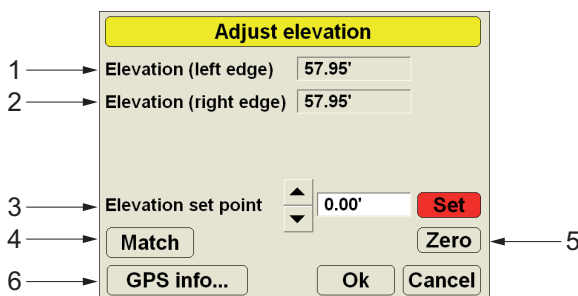 Adjust elevation
1 Elevation (left edge) 57.95'
2 Elevation (right edge) 57.95'
3 Elevation set point 0.00' Set
4 Match Zero 5
6 GPS info... Ok Cancel